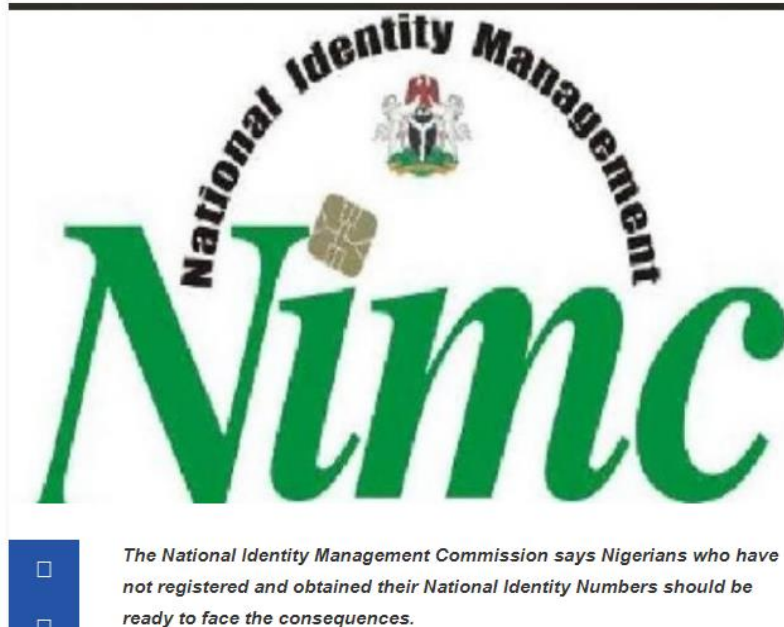 National Identity Management
Nimc
The National Identity Management Commission says Nigerians who have
not registered and obtained their National Identity Numbers should be
ready to face the consequences.